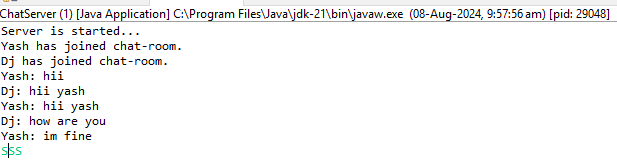 ChatServer (1) [Java Application] C:\Program Files\Java\jdk-21\bin\javaw.exe (08-Aug-2024, 9:57:56 am) [pid: 29048]
Server is started...
Yash has joined chat-room.
Dj has joined chat-room.
Yash: hii
Dj: hii yash
Yash: hii yash
Dj: how are you
Yash: im fine
sss